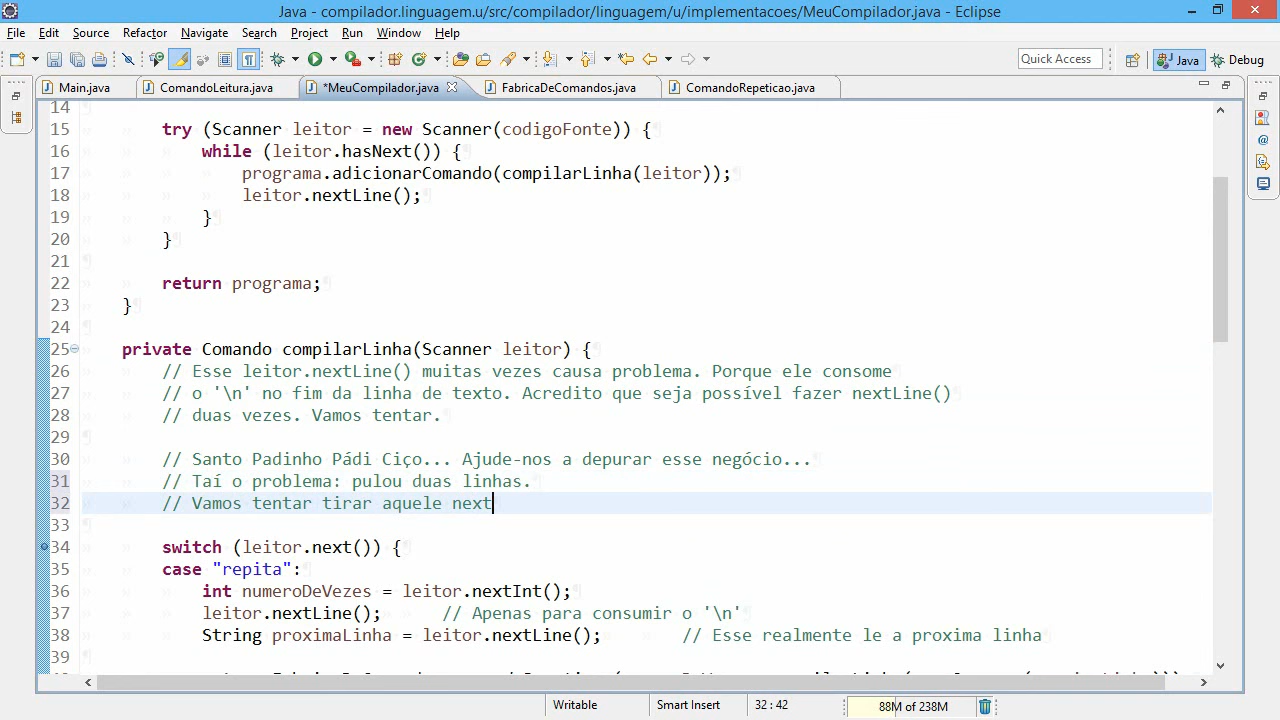 Java - compilador.linguagem.u/src/compilador/linguagem/u/implementacoes/MeuCompilador.java - Eclipse
File Edit Source Refactor Navigate Search Project Run Window Help
Quick Access Java Debug
Main.java ComandoLeitura.java *MeuCompilador.java FabricaDeComandos.java ComandoRepeticao.java
14
15 try (Scanner leitor = new Scanner(codigoFonte)) {
16 while (leitor.hasNext()) {
17 programa.adicionarComando(compilarLinha(leitor));
18 leitor.nextLine();
19 }
20 }
21
22 return programa;
23 }
24
25 private Comando compilarLinha(Scanner leitor) {
26 // Esse leitor.nextLine() muitas vezes causa problema. Porque ele consome
27 // o '\n' no fim da linha de texto. Acredito que seja possível fazer nextLine()
28 // duas vezes. Vamos tentar.
29
30 // Santo Padinho Pádi Ciço... Ajude-nos a depurar esse negócio...
31 // Taí o problema: pulou duas linhas.
32 // Vamos tentar tirar aquele next
33
34 switch (leitor.next()) {
35 case "repita":
36 int numeroDeVezes = leitor.nextInt();
37 leitor.nextLine(); // Apenas para consumir o '\n'
38 String proximaLinha = leitor.nextLine(); // Esse realmente le a proxima linha
39
Writable Smart Insert 32 : 42 88M of 238M